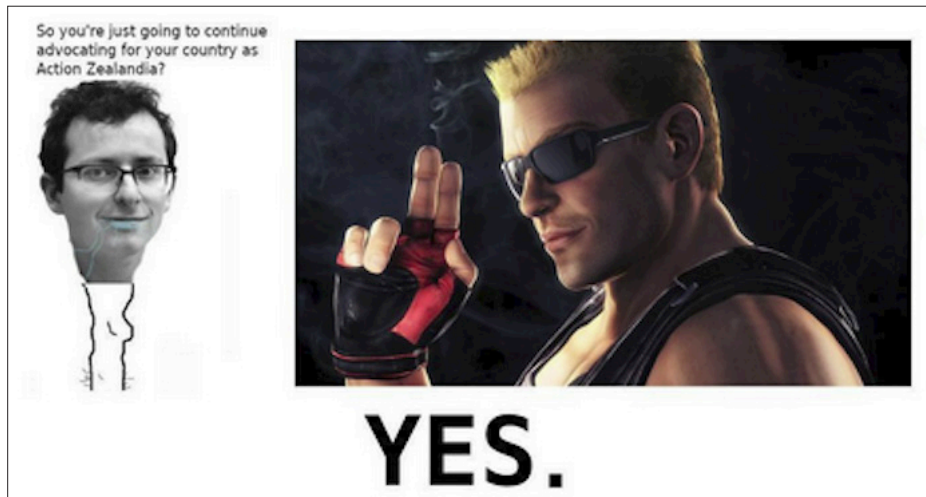 So you're just going to continue
advocating for your country as
Action Zealandia?
YES.